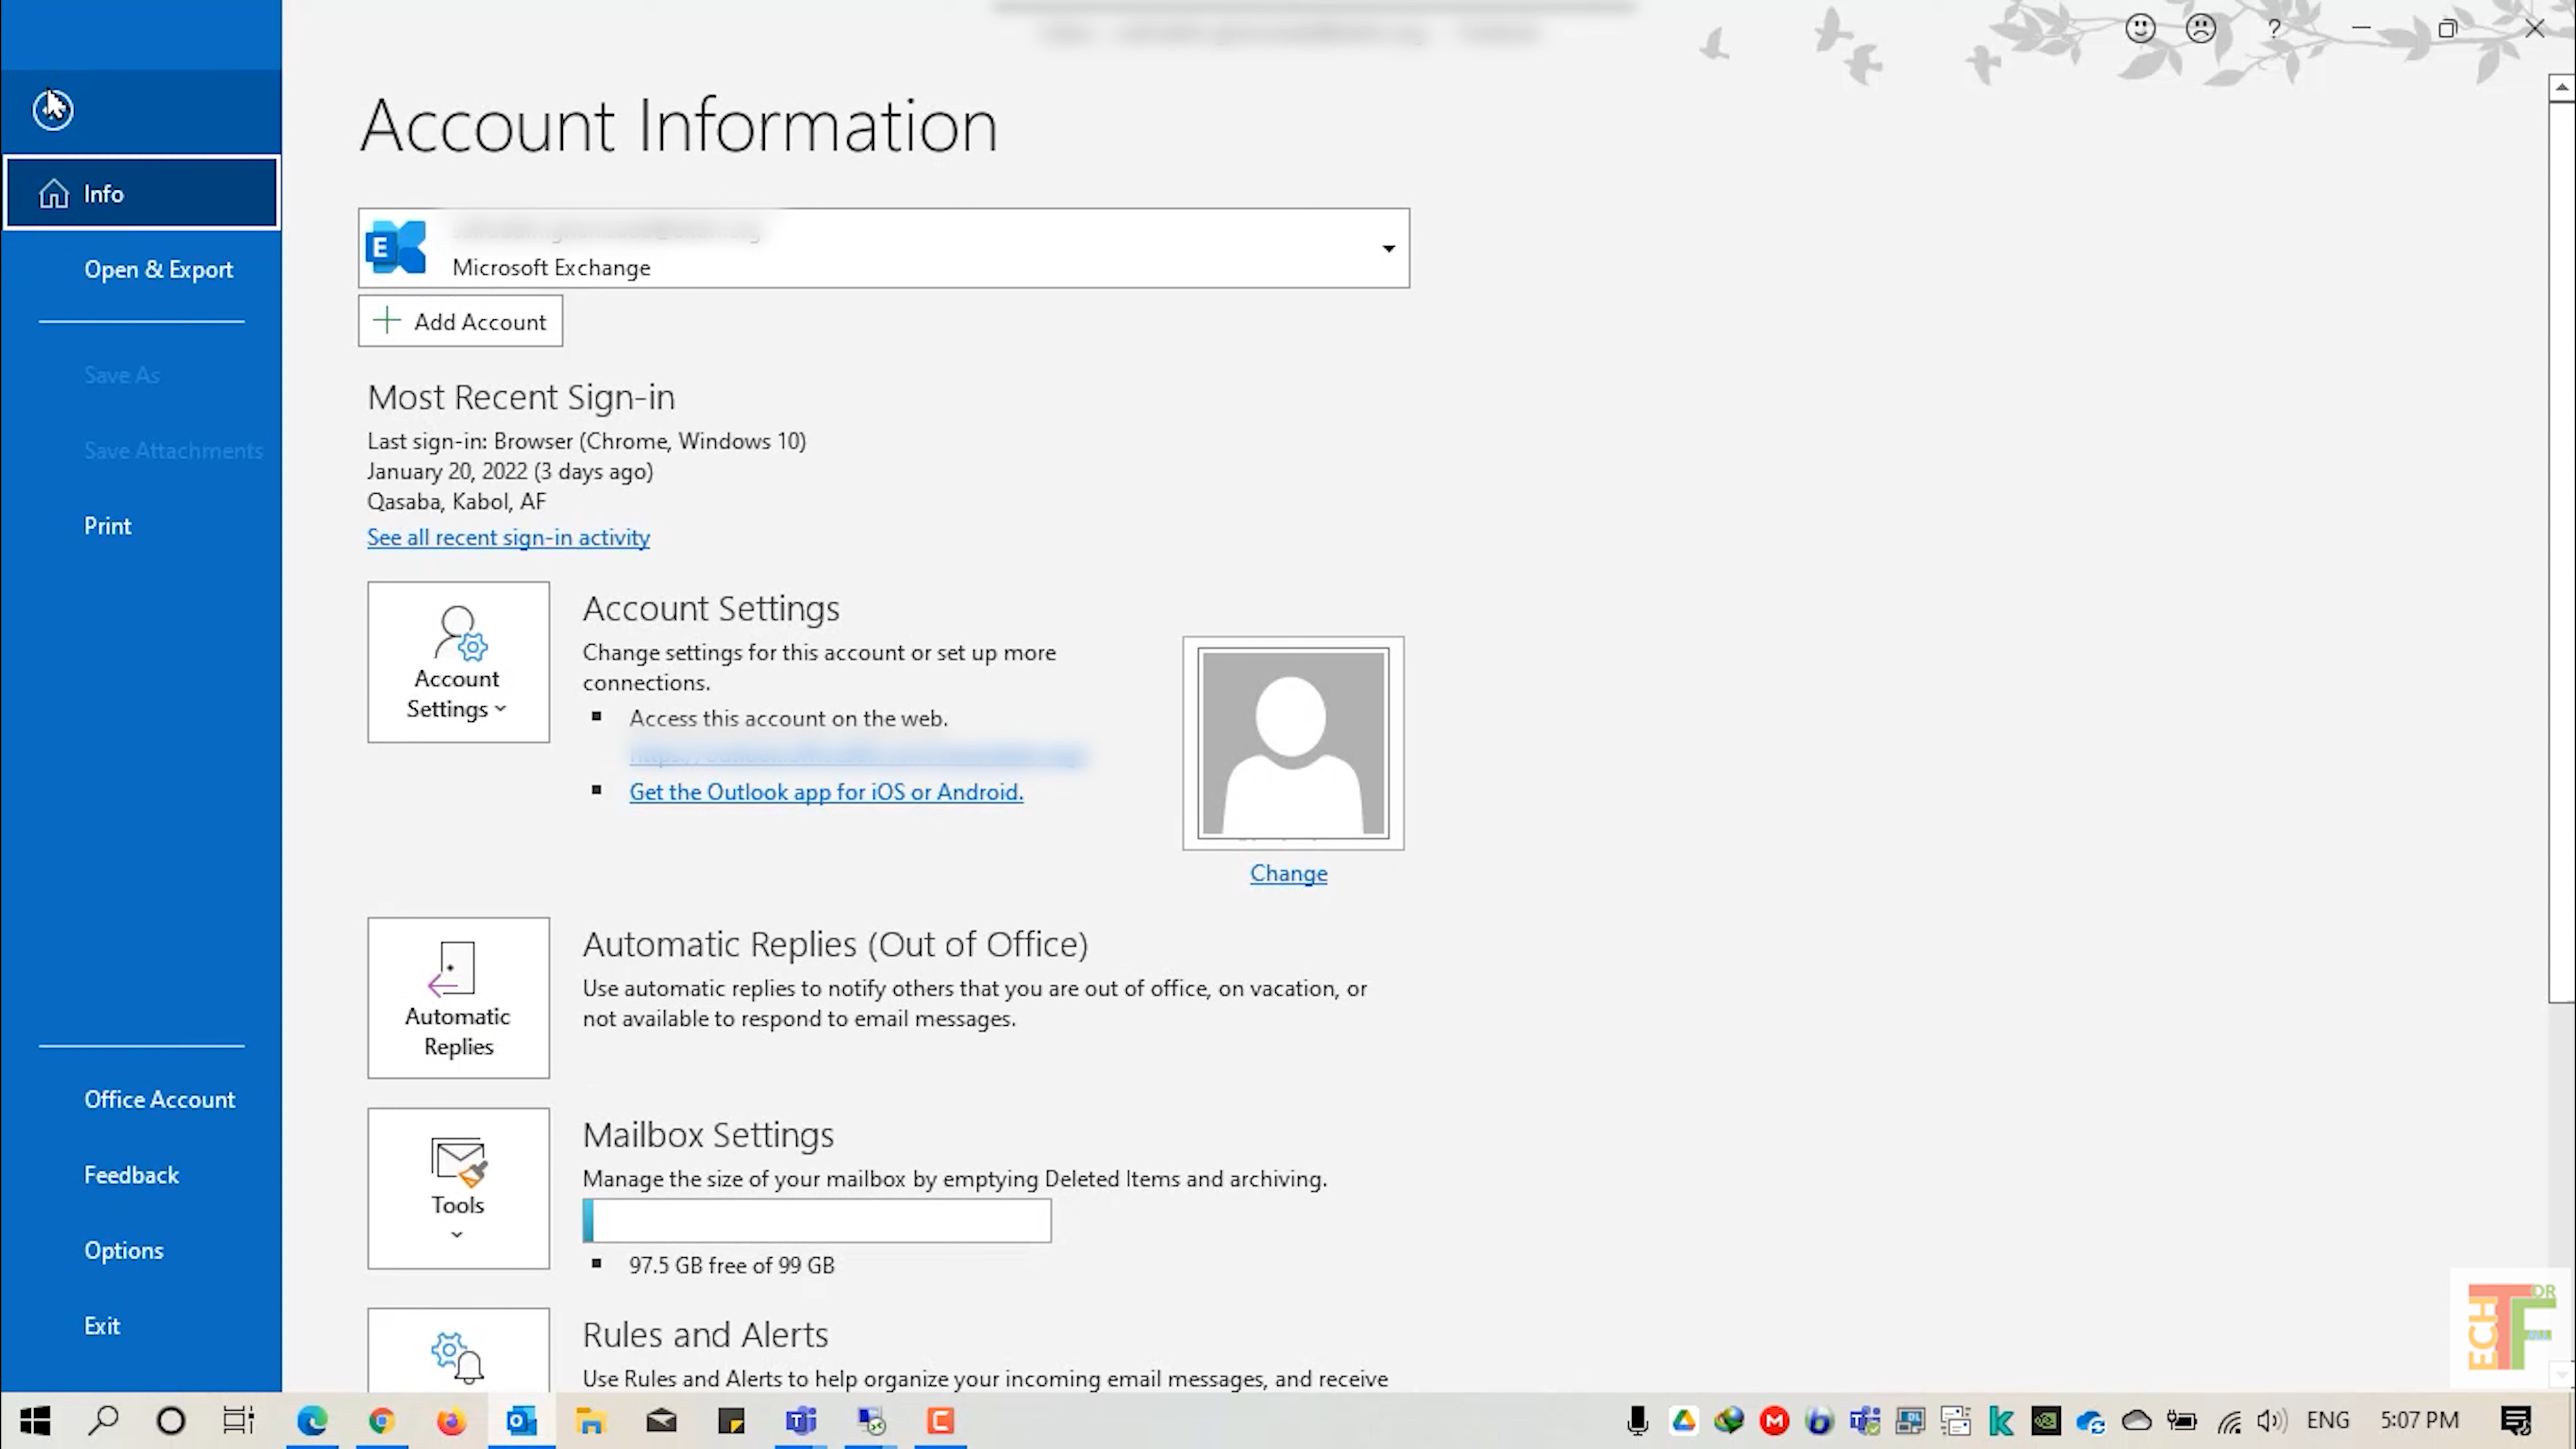 Account Information
Info
Open & Export
Save As
Save Attachments
Print
Office Account
Feedback
Options
Exit
E
Microsoft Exchange
Add Account
Most Recent Sign-in
Last sign-in: Browser (Chrome, Windows 10)
January 20, 2022 (3 days ago)
Qasaba, Kabol, AF
See all recent sign-in activity
Account
Settings
Account Settings
Change settings for this account or set up more
connections.
Access this account on the web.
Get the Outlook app for iOS or Android.
Change
Automatic
Replies
Automatic Replies (Out of Office)
Use automatic replies to notify others that you are out of office, on vacation, or
not available to respond to email messages.
Tools
Mailbox Settings
Manage the size of your mailbox by emptying Deleted Items and archiving.
97.5 GB free of 99 GB
Rules and Alerts
Use Rules and Alerts to help organize your incoming email messages, and receive
ENG
5:07 PM